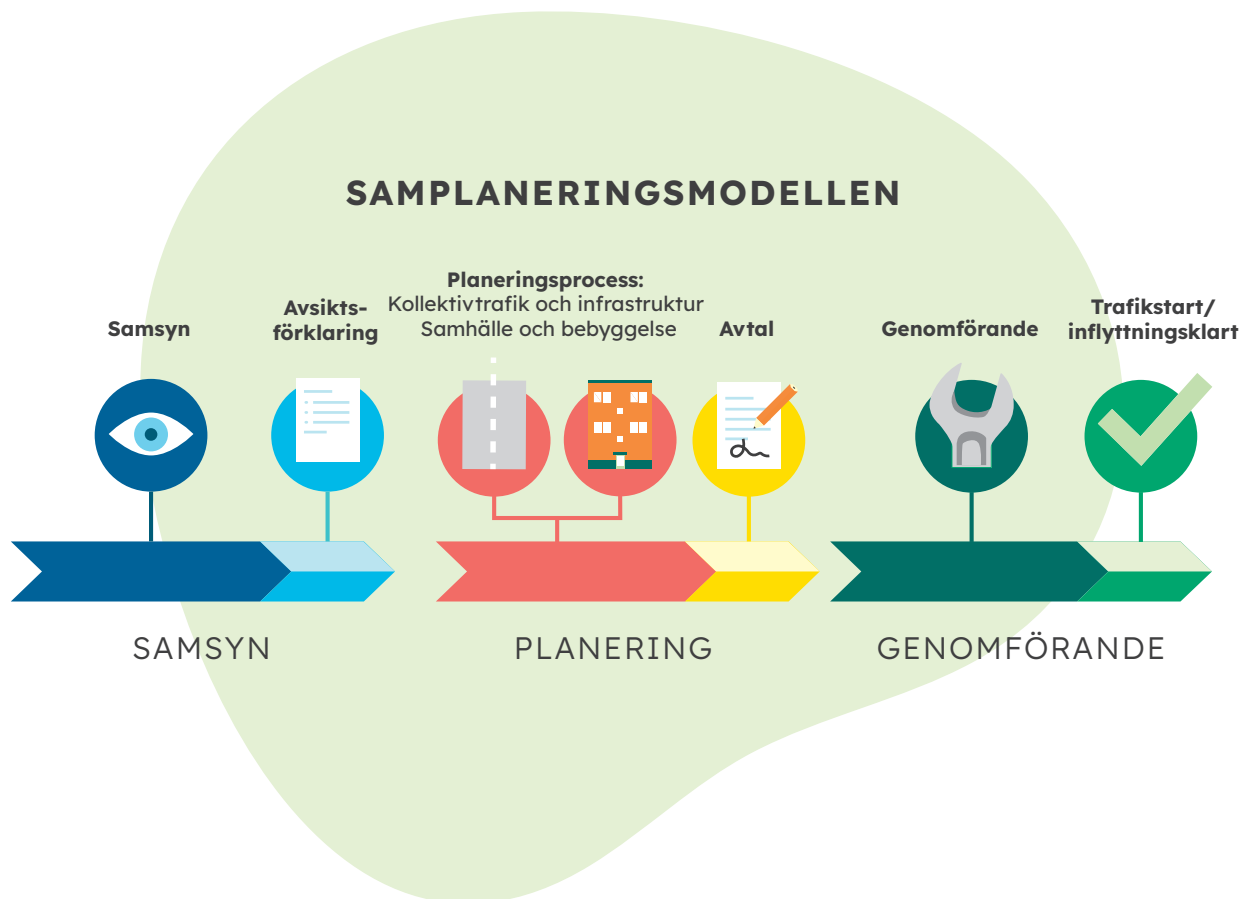 SAMPLANERINGSMODELLEN
Samsyn
Avsikts-
förklaring
Planeringsprocess:
Kollektivtrafik och infrastruktur
Samhälle och bebyggelse
Avtal
Genomförande
Trafikstart/
inflyttningsklart
SAMSYN
PLANERING
GENOMFÖRANDE